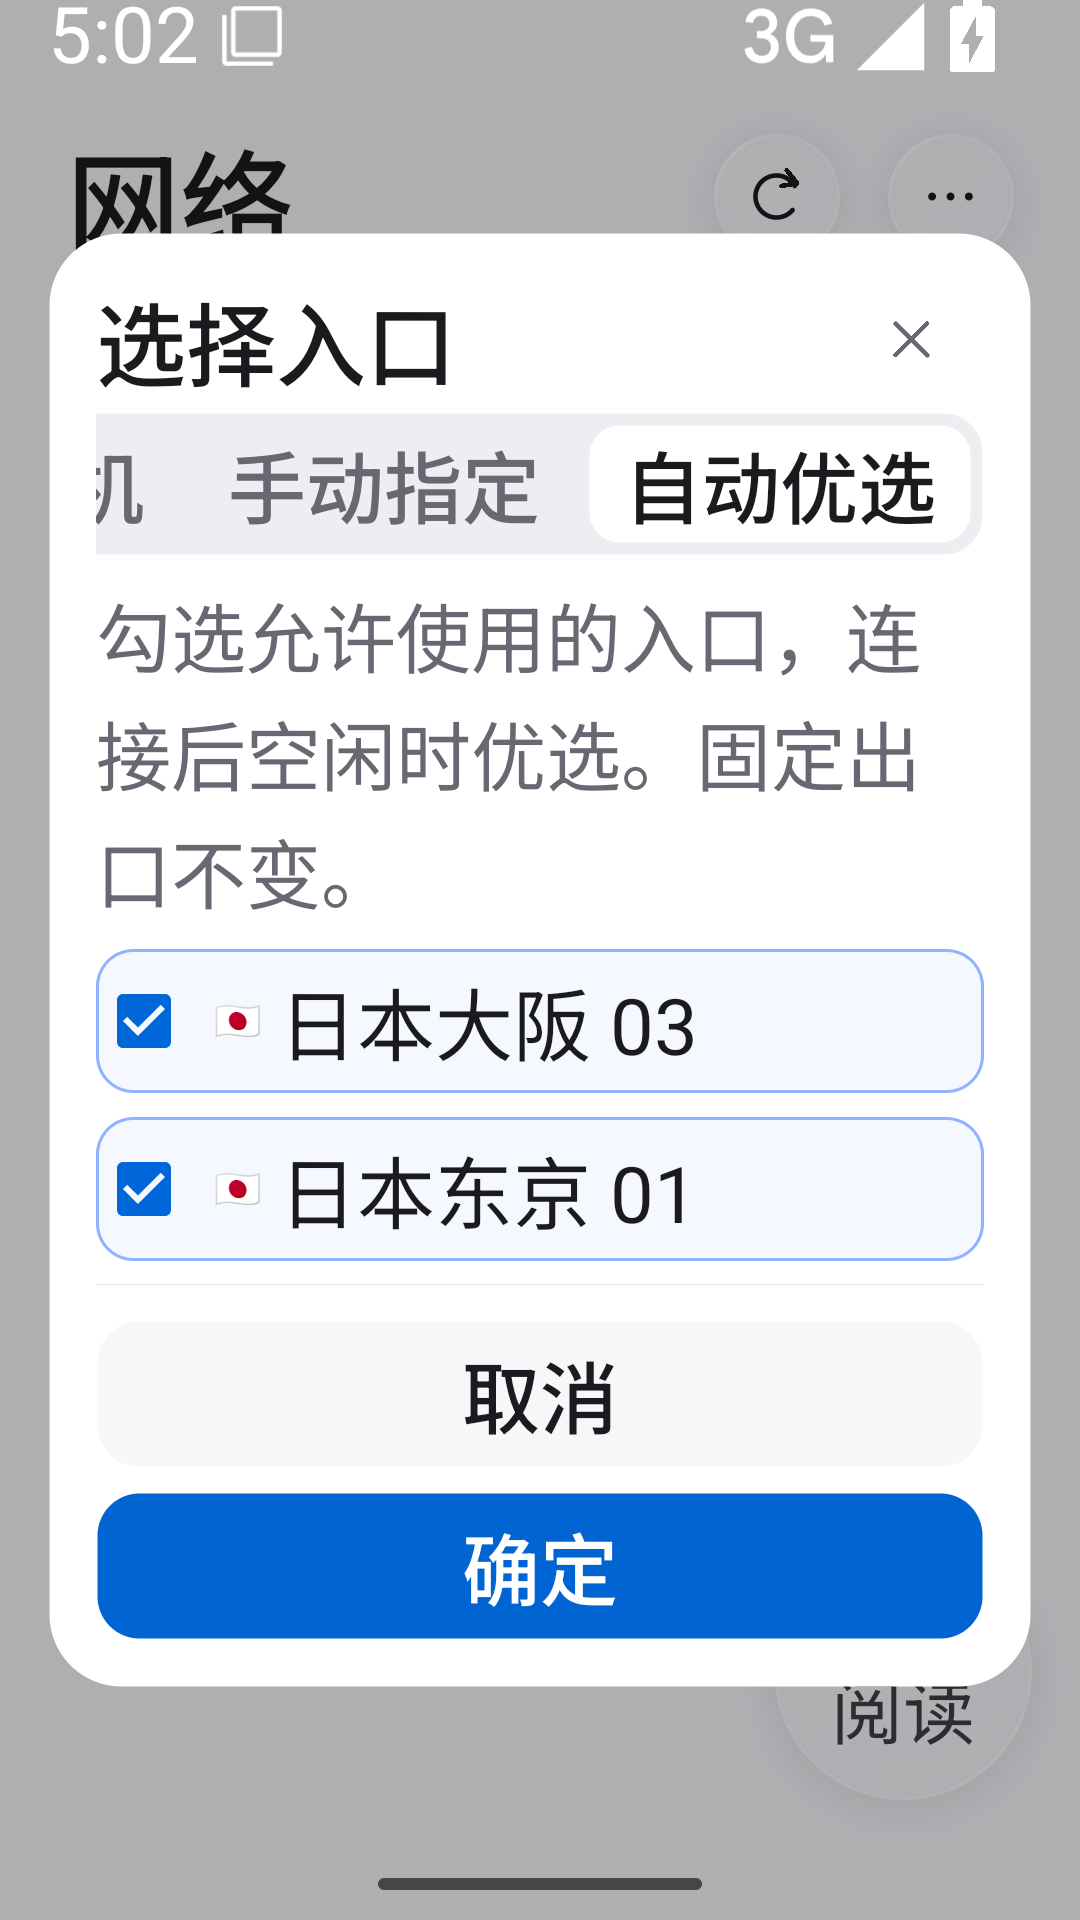 5:02
3G
网络
选择入口
机 手动指定 自动优选
勾选允许使用的入口，连
接后空闲时优选。固定出
口不变。
日本大阪 03
日本东京 01
取消
确定
阅读